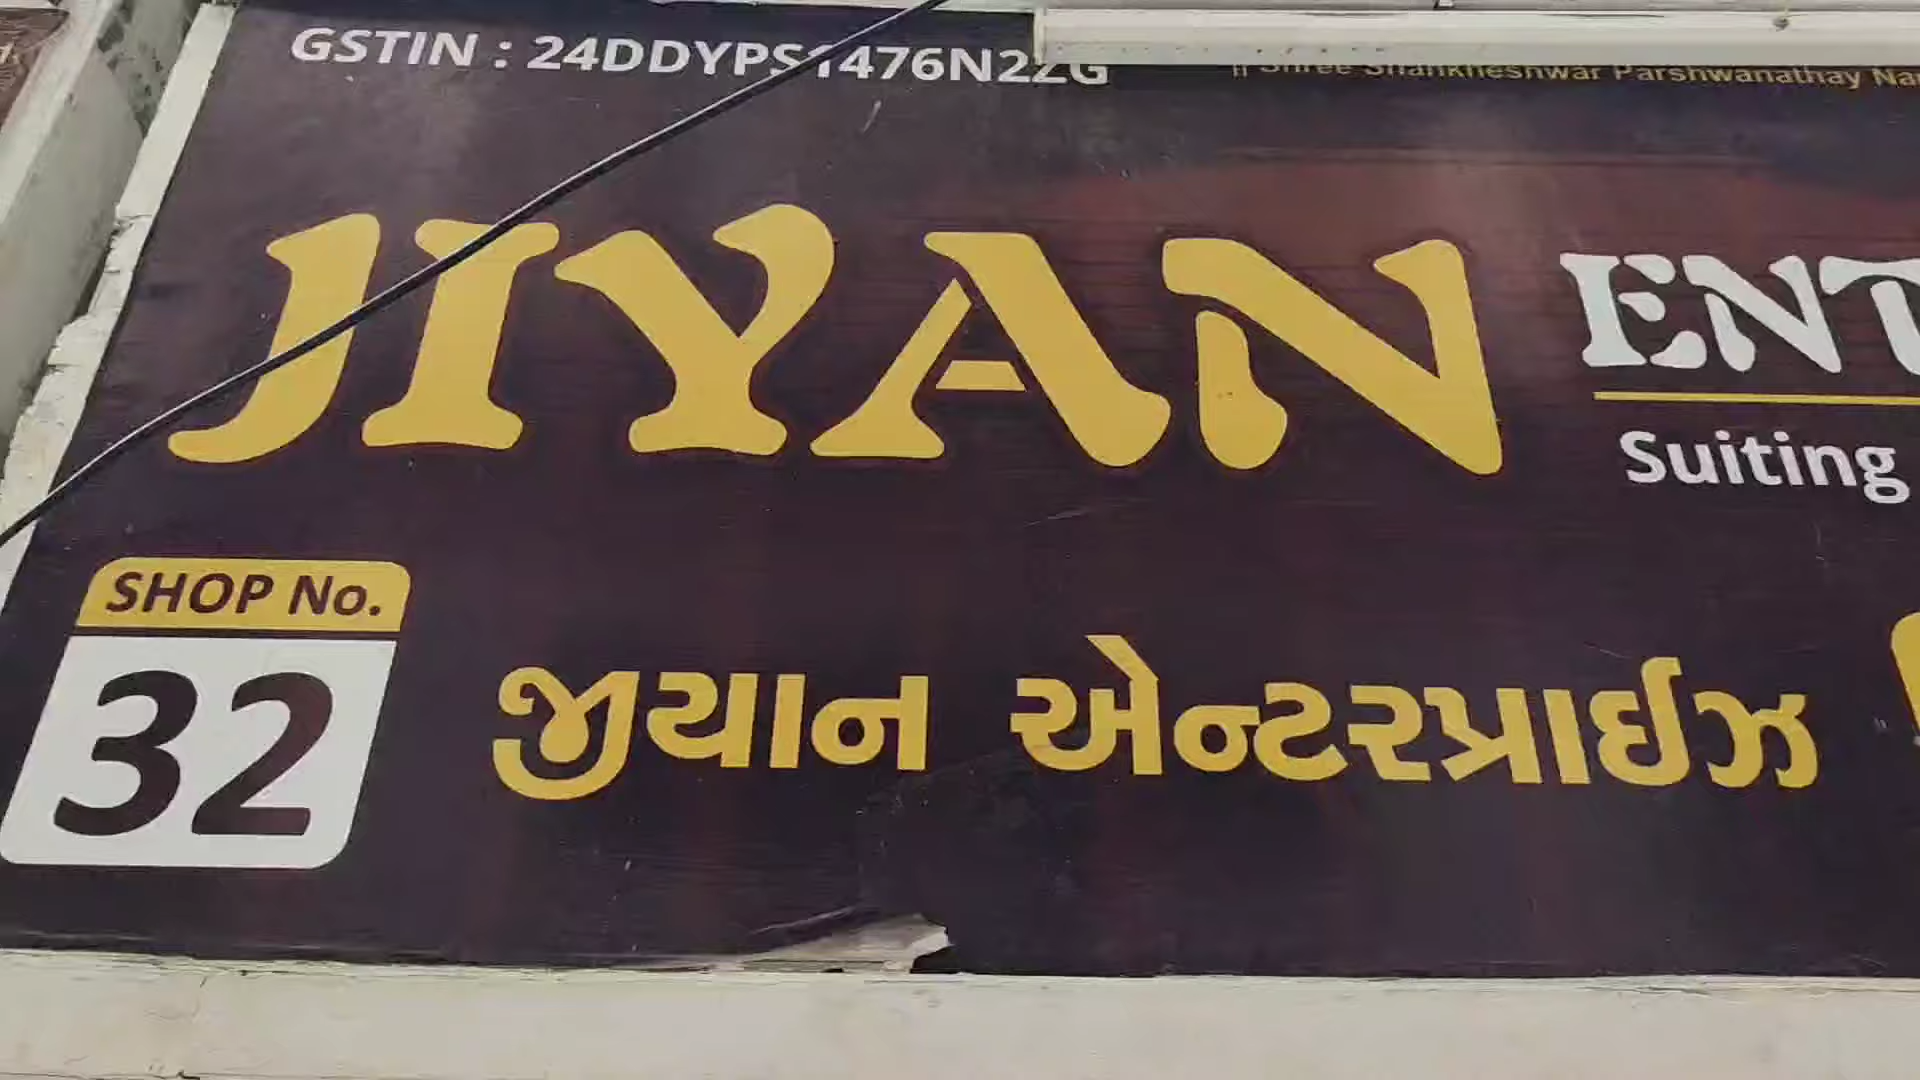 GSTIN : 24DDYPS1476N2ZG
|| Shree Shankheshwar Parshwanathay Na
JIYAN ENT
Suiting
SHOP No.
32
જીયાન એન્ટરપ્રાઈઝ